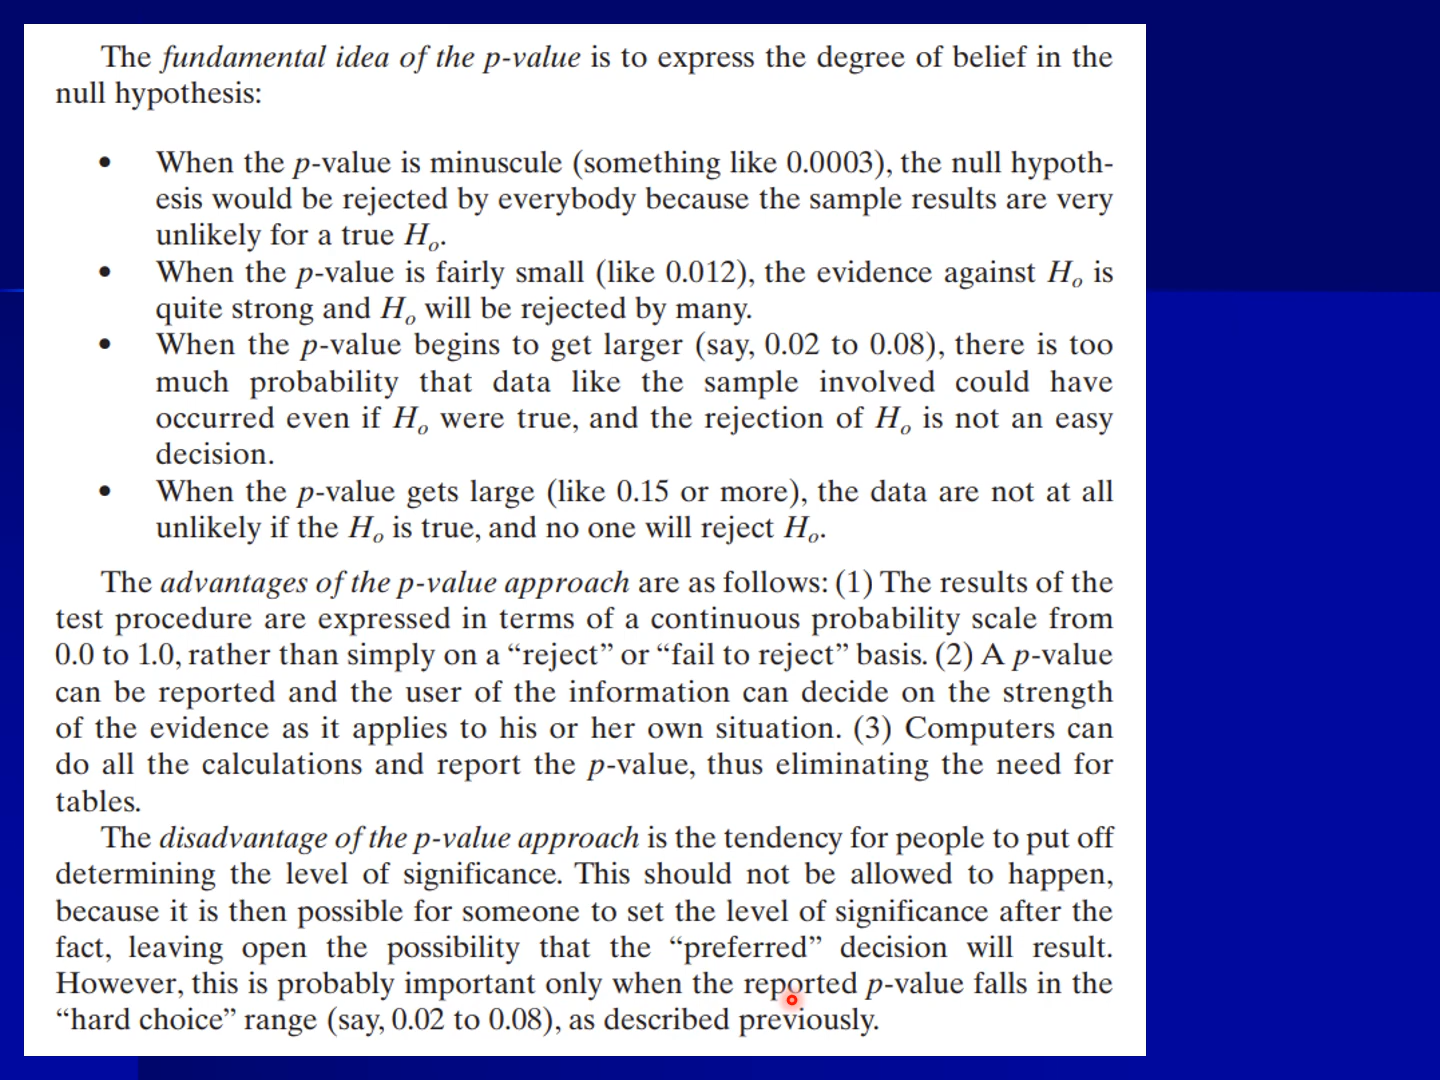 The fundamental idea of the p-value is to express the degree of belief in the
null hypothesis:
• When the p-value is minuscule (something like 0.0003), the null hypoth-
esis would be rejected by everybody because the sample results are very
unlikely for a true Ho.
• When the p-value is fairly small (like 0.012), the evidence against Ho is
quite strong and Ho will be rejected by many.
• When the p-value begins to get larger (say, 0.02 to 0.08), there is too
much probability that data like the sample involved could have
occurred even if Ho were true, and the rejection of Ho is not an easy
decision.
• When the p-value gets large (like 0.15 or more), the data are not at all
unlikely if the Ho is true, and no one will reject Ho.
The advantages of the p-value approach are as follows: (1) The results of the
test procedure are expressed in terms of a continuous probability scale from
0.0 to 1.0, rather than simply on a “reject” or “fail to reject” basis. (2) A p-value
can be reported and the user of the information can decide on the strength
of the evidence as it applies to his or her own situation. (3) Computers can
do all the calculations and report the p-value, thus eliminating the need for
tables.
The disadvantage of the p-value approach is the tendency for people to put off
determining the level of significance. This should not be allowed to happen,
because it is then possible for someone to set the level of significance after the
fact, leaving open the possibility that the “preferred” decision will result.
However, this is probably important only when the reported p-value falls in the
“hard choice” range (say, 0.02 to 0.08), as described previously.